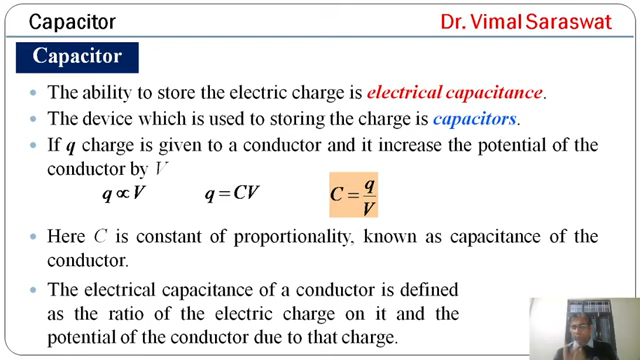 Capacitor Dr. Vimal Saraswat
Capacitor
• The ability to store the electric charge is electrical capacitance.
• The device which is used to storing the charge is capacitors.
• If q charge is given to a conductor and it increase the potential of the
conductor by V
q ∝ V q = CV C = q/V
• Here C is constant of proportionality, known as capacitance of the
conductor.
• The electrical capacitance of a conductor is defined
as the ratio of the electric charge on it and the
potential of the conductor due to that charge.